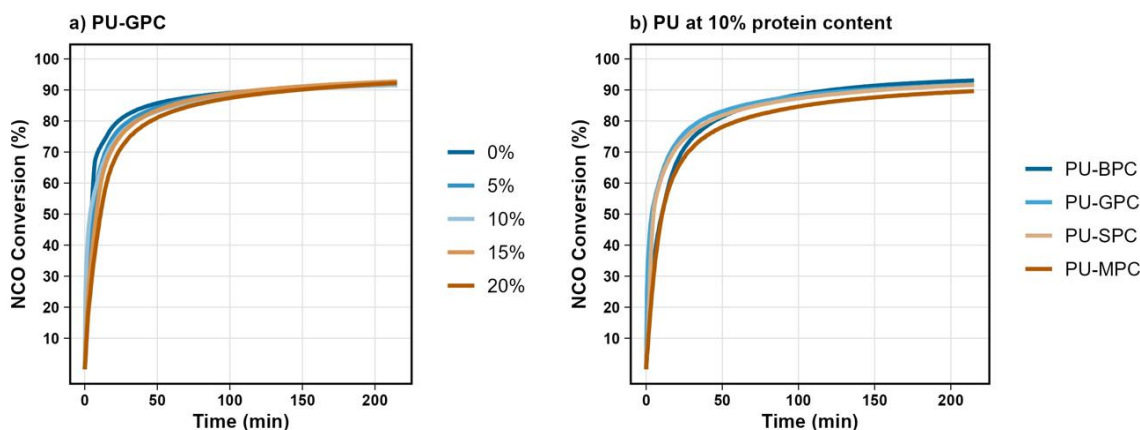 a) PU-GPC
NCO Conversion (%)
100
90
80
70
60
50
40
30
20
10
0 50 100 150 200
Time (min)
0%
5%
10%
15%
20%
b) PU at 10% protein content
NCO Conversion (%)
100
90
80
70
60
50
40
30
20
10
0 50 100 150 200
Time (min)
PU-BPC
PU-GPC
PU-SPC
PU-MPC